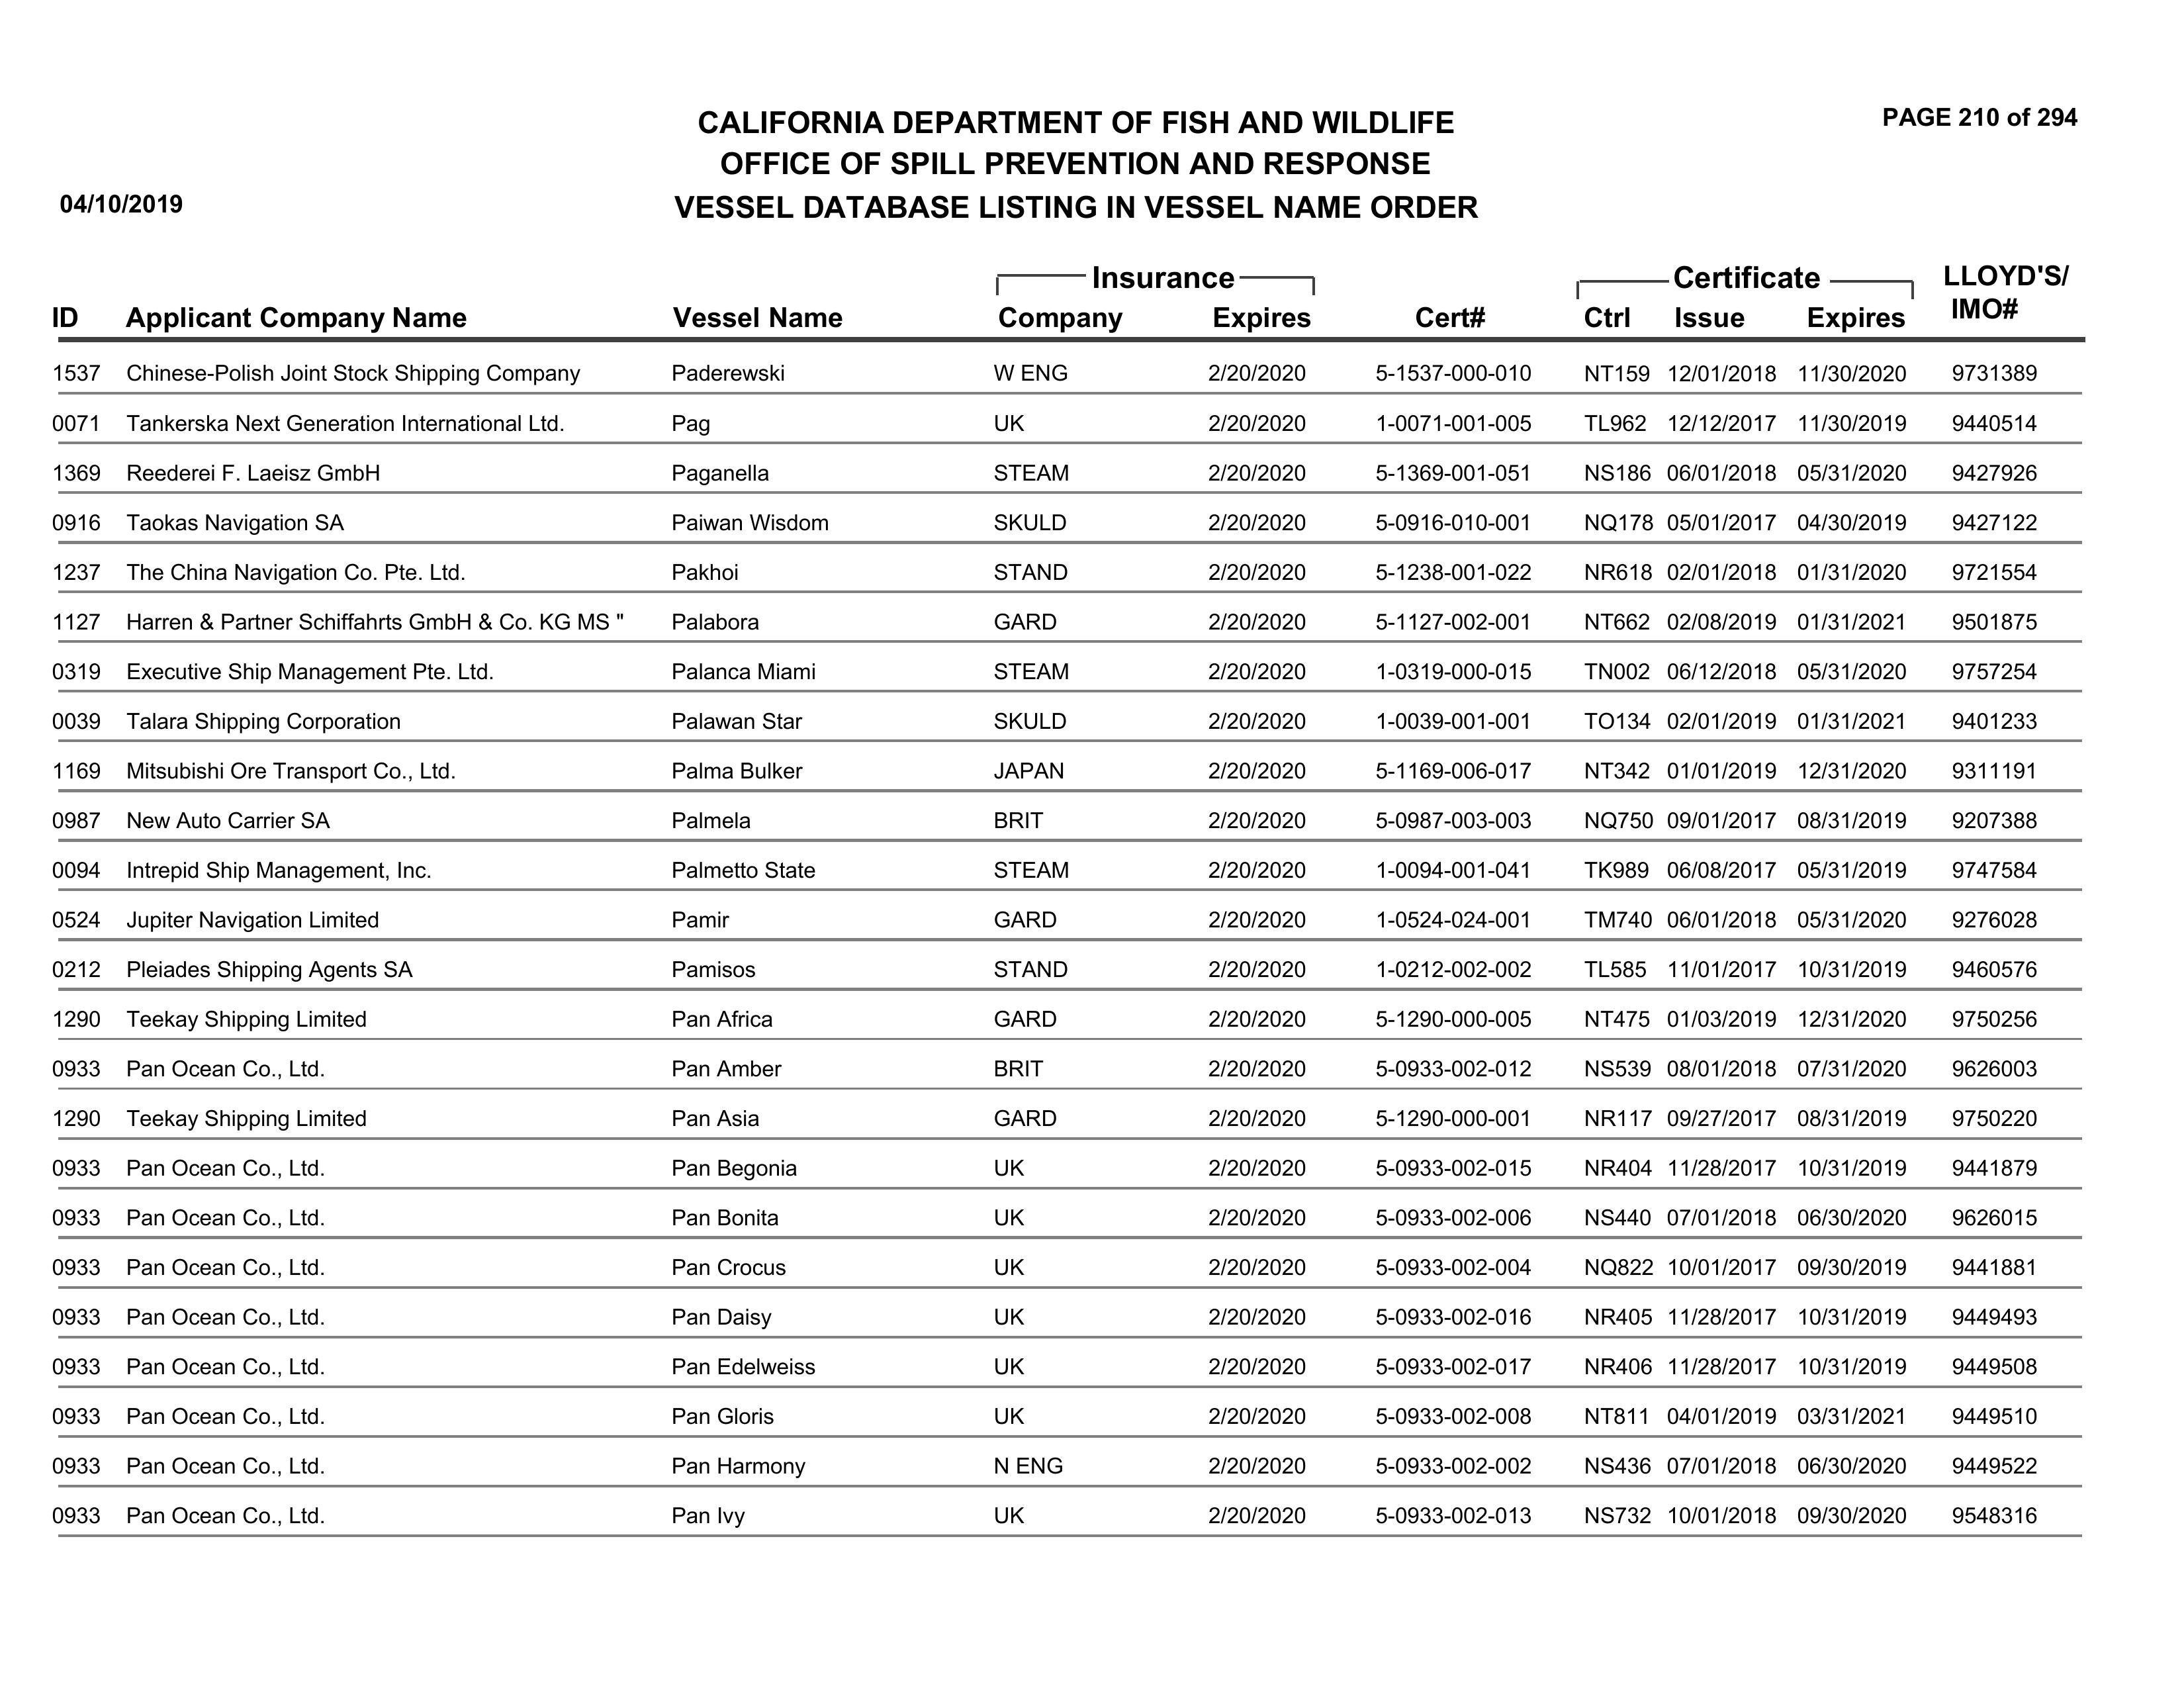 CALIFORNIA DEPARTMENT OF FISH AND WILDLIFE PAGE 210 of 294
OFFICE OF SPILL PREVENTION AND RESPONSE
04/10/2019 VESSEL DATABASE LISTING IN VESSEL NAME ORDER
Insurance Certificate LLOYD'S/
ID Applicant Company Name Vessel Name Company Expires Cert# Ctrl Issue Expires IMO#
1537 Chinese-Polish Joint Stock Shipping Company Paderewski W ENG 2/20/2020 5-1537-000-010 NT159 12/01/2018 11/30/2020 9731389
0071 Tankerska Next Generation International Ltd. Pag UK 2/20/2020 1-0071-001-005 TL962 12/12/2017 11/30/2019 9440514
1369 Reederei F. Laeisz GmbH Paganella STEAM 2/20/2020 5-1369-001-051 NS186 06/01/2018 05/31/2020 9427926
0916 Taokas Navigation SA Paiwan Wisdom SKULD 2/20/2020 5-0916-010-001 NQ178 05/01/2017 04/30/2019 9427122
1237 The China Navigation Co. Pte. Ltd. Pakhoi STAND 2/20/2020 5-1238-001-022 NR618 02/01/2018 01/31/2020 9721554
1127 Harren & Partner Schiffahrts GmbH & Co. KG MS " Palabora GARD 2/20/2020 5-1127-002-001 NT662 02/08/2019 01/31/2021 9501875
0319 Executive Ship Management Pte. Ltd. Palanca Miami STEAM 2/20/2020 1-0319-000-015 TN002 06/12/2018 05/31/2020 9757254
0039 Talara Shipping Corporation Palawan Star SKULD 2/20/2020 1-0039-001-001 TO134 02/01/2019 01/31/2021 9401233
1169 Mitsubishi Ore Transport Co., Ltd. Palma Bulker JAPAN 2/20/2020 5-1169-006-017 NT342 01/01/2019 12/31/2020 9311191
0987 New Auto Carrier SA Palmela BRIT 2/20/2020 5-0987-003-003 NQ750 09/01/2017 08/31/2019 9207388
0094 Intrepid Ship Management, Inc. Palmetto State STEAM 2/20/2020 1-0094-001-041 TK989 06/08/2017 05/31/2019 9747584
0524 Jupiter Navigation Limited Pamir GARD 2/20/2020 1-0524-024-001 TM740 06/01/2018 05/31/2020 9276028
0212 Pleiades Shipping Agents SA Pamisos STAND 2/20/2020 1-0212-002-002 TL585 11/01/2017 10/31/2019 9460576
1290 Teekay Shipping Limited Pan Africa GARD 2/20/2020 5-1290-000-005 NT475 01/03/2019 12/31/2020 9750256
0933 Pan Ocean Co., Ltd. Pan Amber BRIT 2/20/2020 5-0933-002-012 NS539 08/01/2018 07/31/2020 9626003
1290 Teekay Shipping Limited Pan Asia GARD 2/20/2020 5-1290-000-001 NR117 09/27/2017 08/31/2019 9750220
0933 Pan Ocean Co., Ltd. Pan Begonia UK 2/20/2020 5-0933-002-015 NR404 11/28/2017 10/31/2019 9441879
0933 Pan Ocean Co., Ltd. Pan Bonita UK 2/20/2020 5-0933-002-006 NS440 07/01/2018 06/30/2020 9626015
0933 Pan Ocean Co., Ltd. Pan Crocus UK 2/20/2020 5-0933-002-004 NQ822 10/01/2017 09/30/2019 9441881
0933 Pan Ocean Co., Ltd. Pan Daisy UK 2/20/2020 5-0933-002-016 NR405 11/28/2017 10/31/2019 9449493
0933 Pan Ocean Co., Ltd. Pan Edelweiss UK 2/20/2020 5-0933-002-017 NR406 11/28/2017 10/31/2019 9449508
0933 Pan Ocean Co., Ltd. Pan Gloris UK 2/20/2020 5-0933-002-008 NT811 04/01/2019 03/31/2021 9449510
0933 Pan Ocean Co., Ltd. Pan Harmony N ENG 2/20/2020 5-0933-002-002 NS436 07/01/2018 06/30/2020 9449522
0933 Pan Ocean Co., Ltd. Pan Ivy UK 2/20/2020 5-0933-002-013 NS732 10/01/2018 09/30/2020 9548316